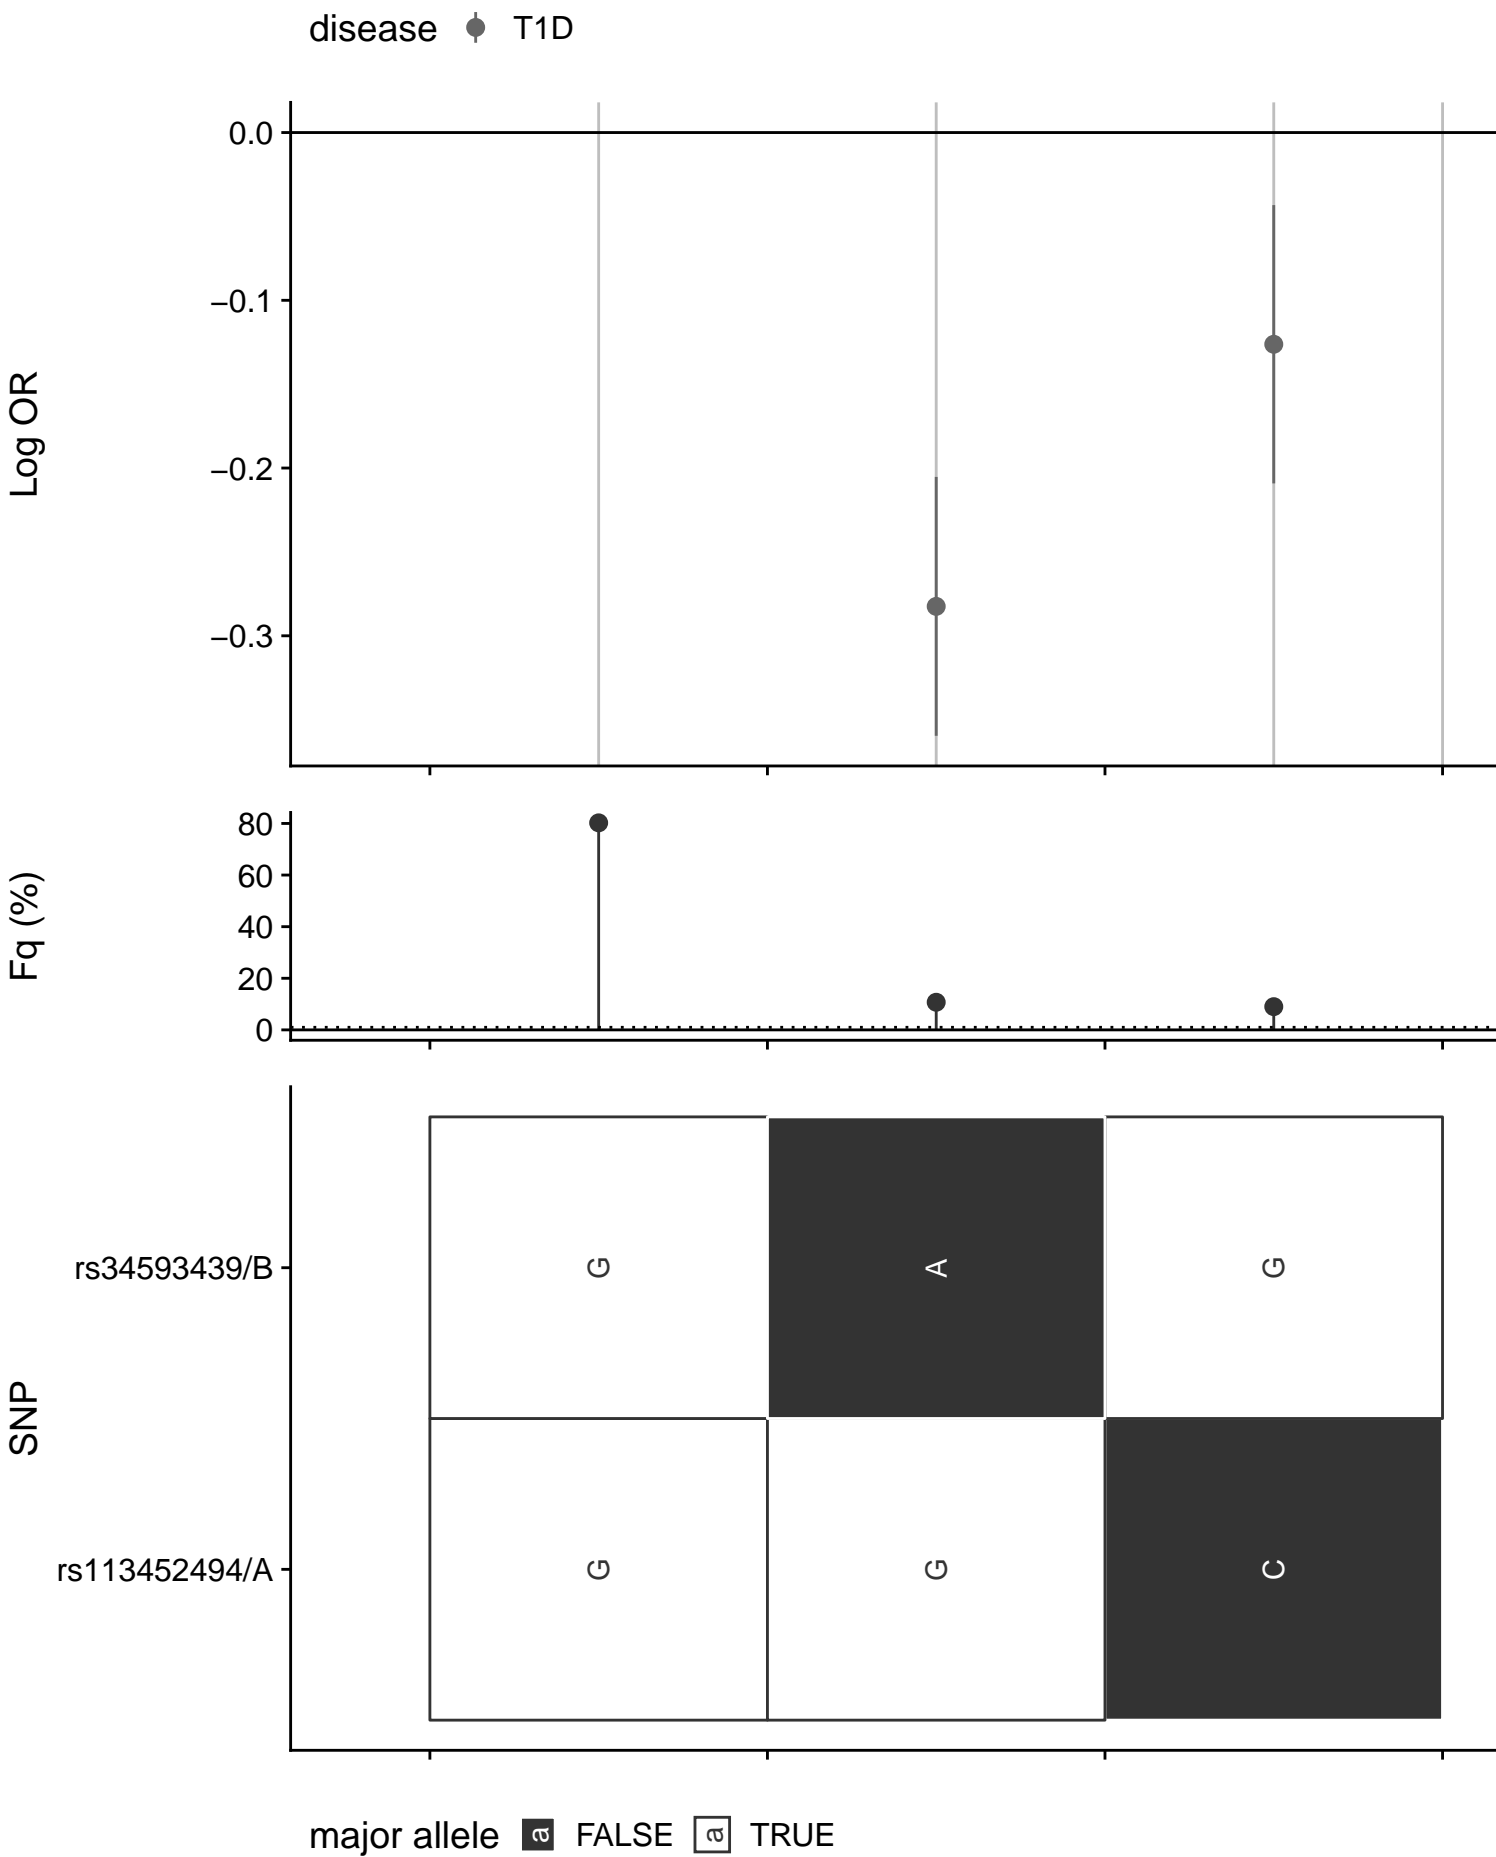 disease T1D
0.0
−0.1
−0.2
−0.3
Log OR
80
60
40
20
0
Fq (%)
rs34593439/B G A G
rs113452494/A G G C
SNP
major allele a FALSE a TRUE